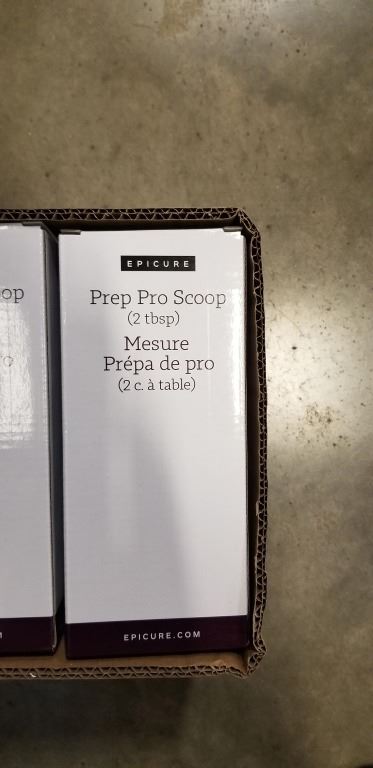 EPICURE
Prep Pro Scoop
(2 tbsp)
Mesure
Prépa de pro
(2 c. à table)
EPICURE.COM